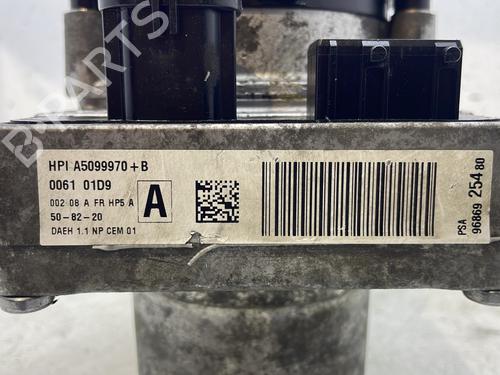 BPARTS
HPI A5099970+B
0061 01D9
002 08 A FR HP5 A
50-82-20
DAEH 1.1 NP CEM 01
A
PSA
96869 254 80